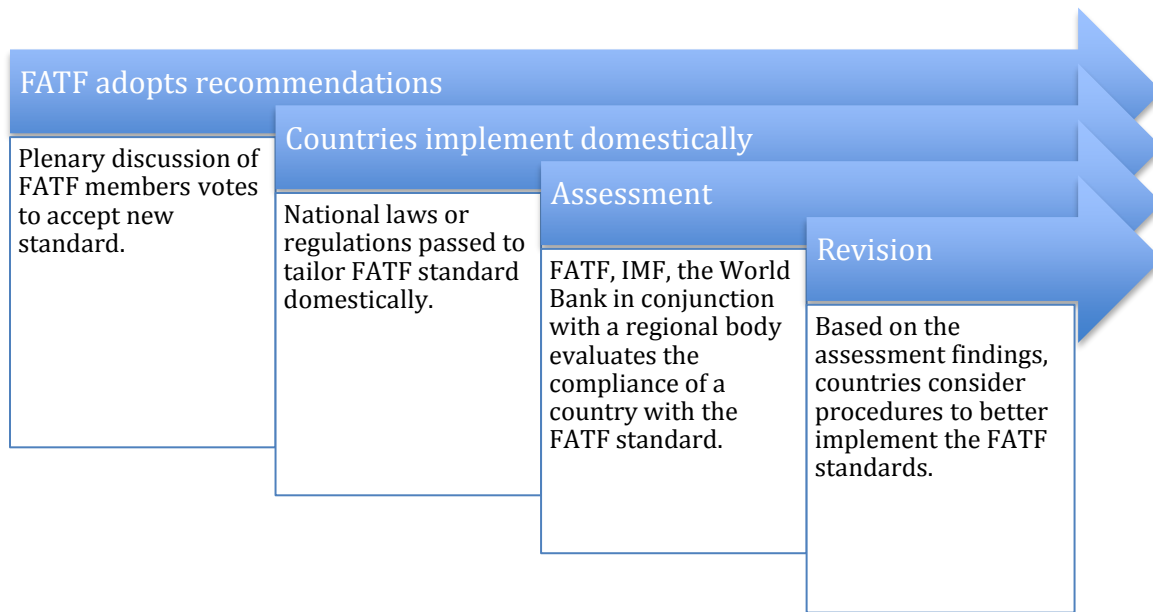 FATF adopts recommendations
Plenary discussion of
FATF members votes
to accept new
standard.
Countries implement domestically
National laws or
regulations passed to
tailor FATF standard
domestically.
Assessment
FATF, IMF, the World
Bank in conjunction
with a regional body
evaluates the
compliance of a
country with the
FATF standard.
Revision
Based on the
assessment findings,
countries consider
procedures to better
implement the FATF
standards.